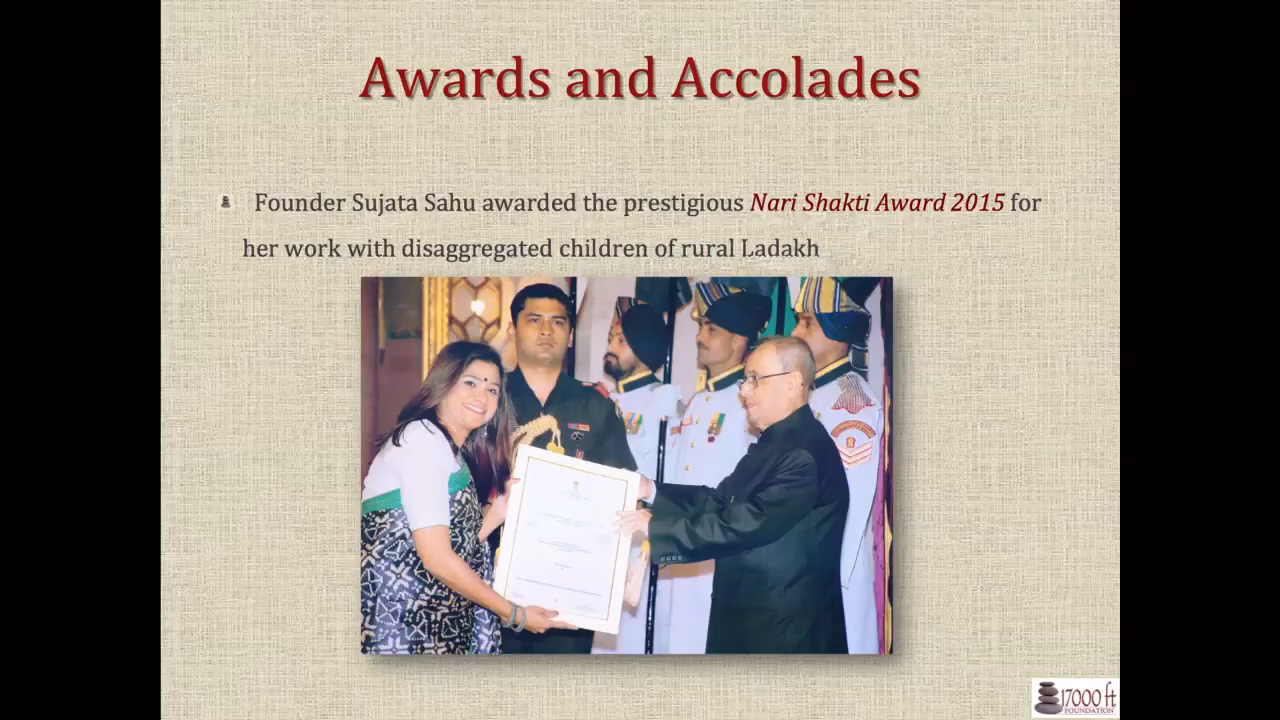 Awards and Accolades
Founder Sujata Sahu awarded the prestigious Nari Shakti Award 2015 for
her work with disaggregated children of rural Ladakh
17000 ft
FOUNDATION